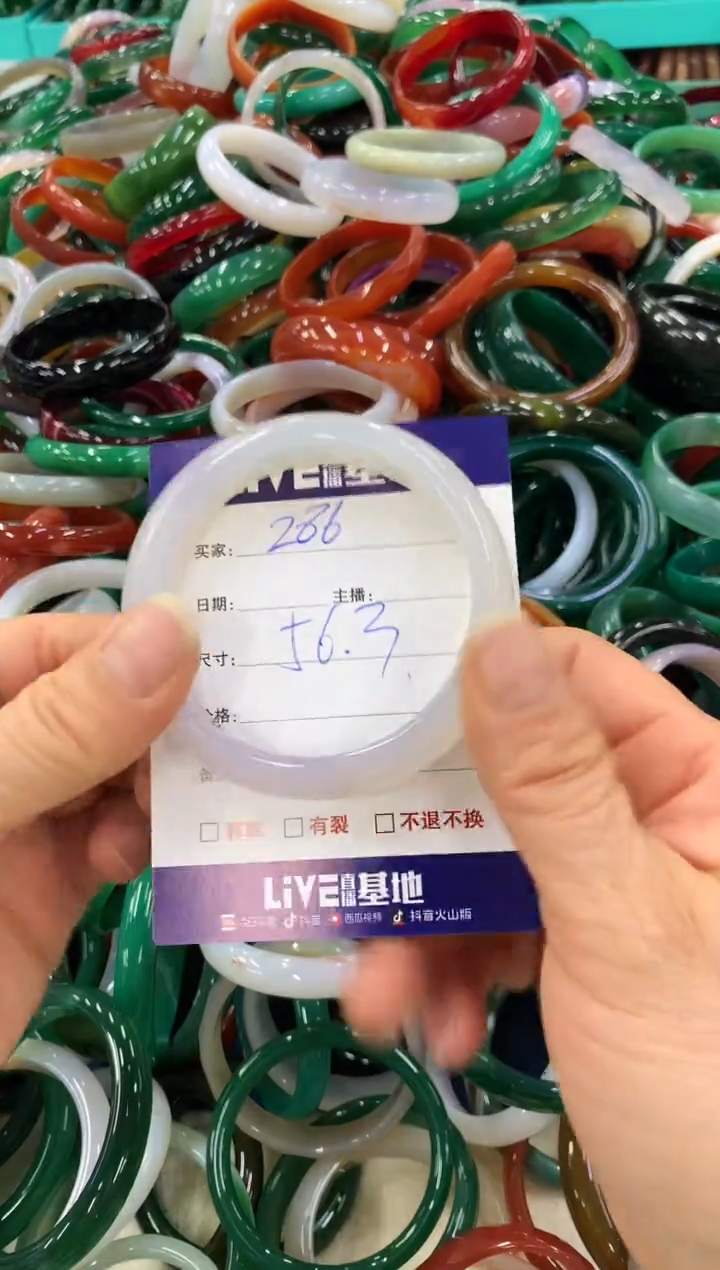 LIVE直播基
买家: 286
日期: 主播:
尺寸: 56.3
格:
有裂 不退不换
LIVE直播基地
抖音 西瓜视频 抖音火山版